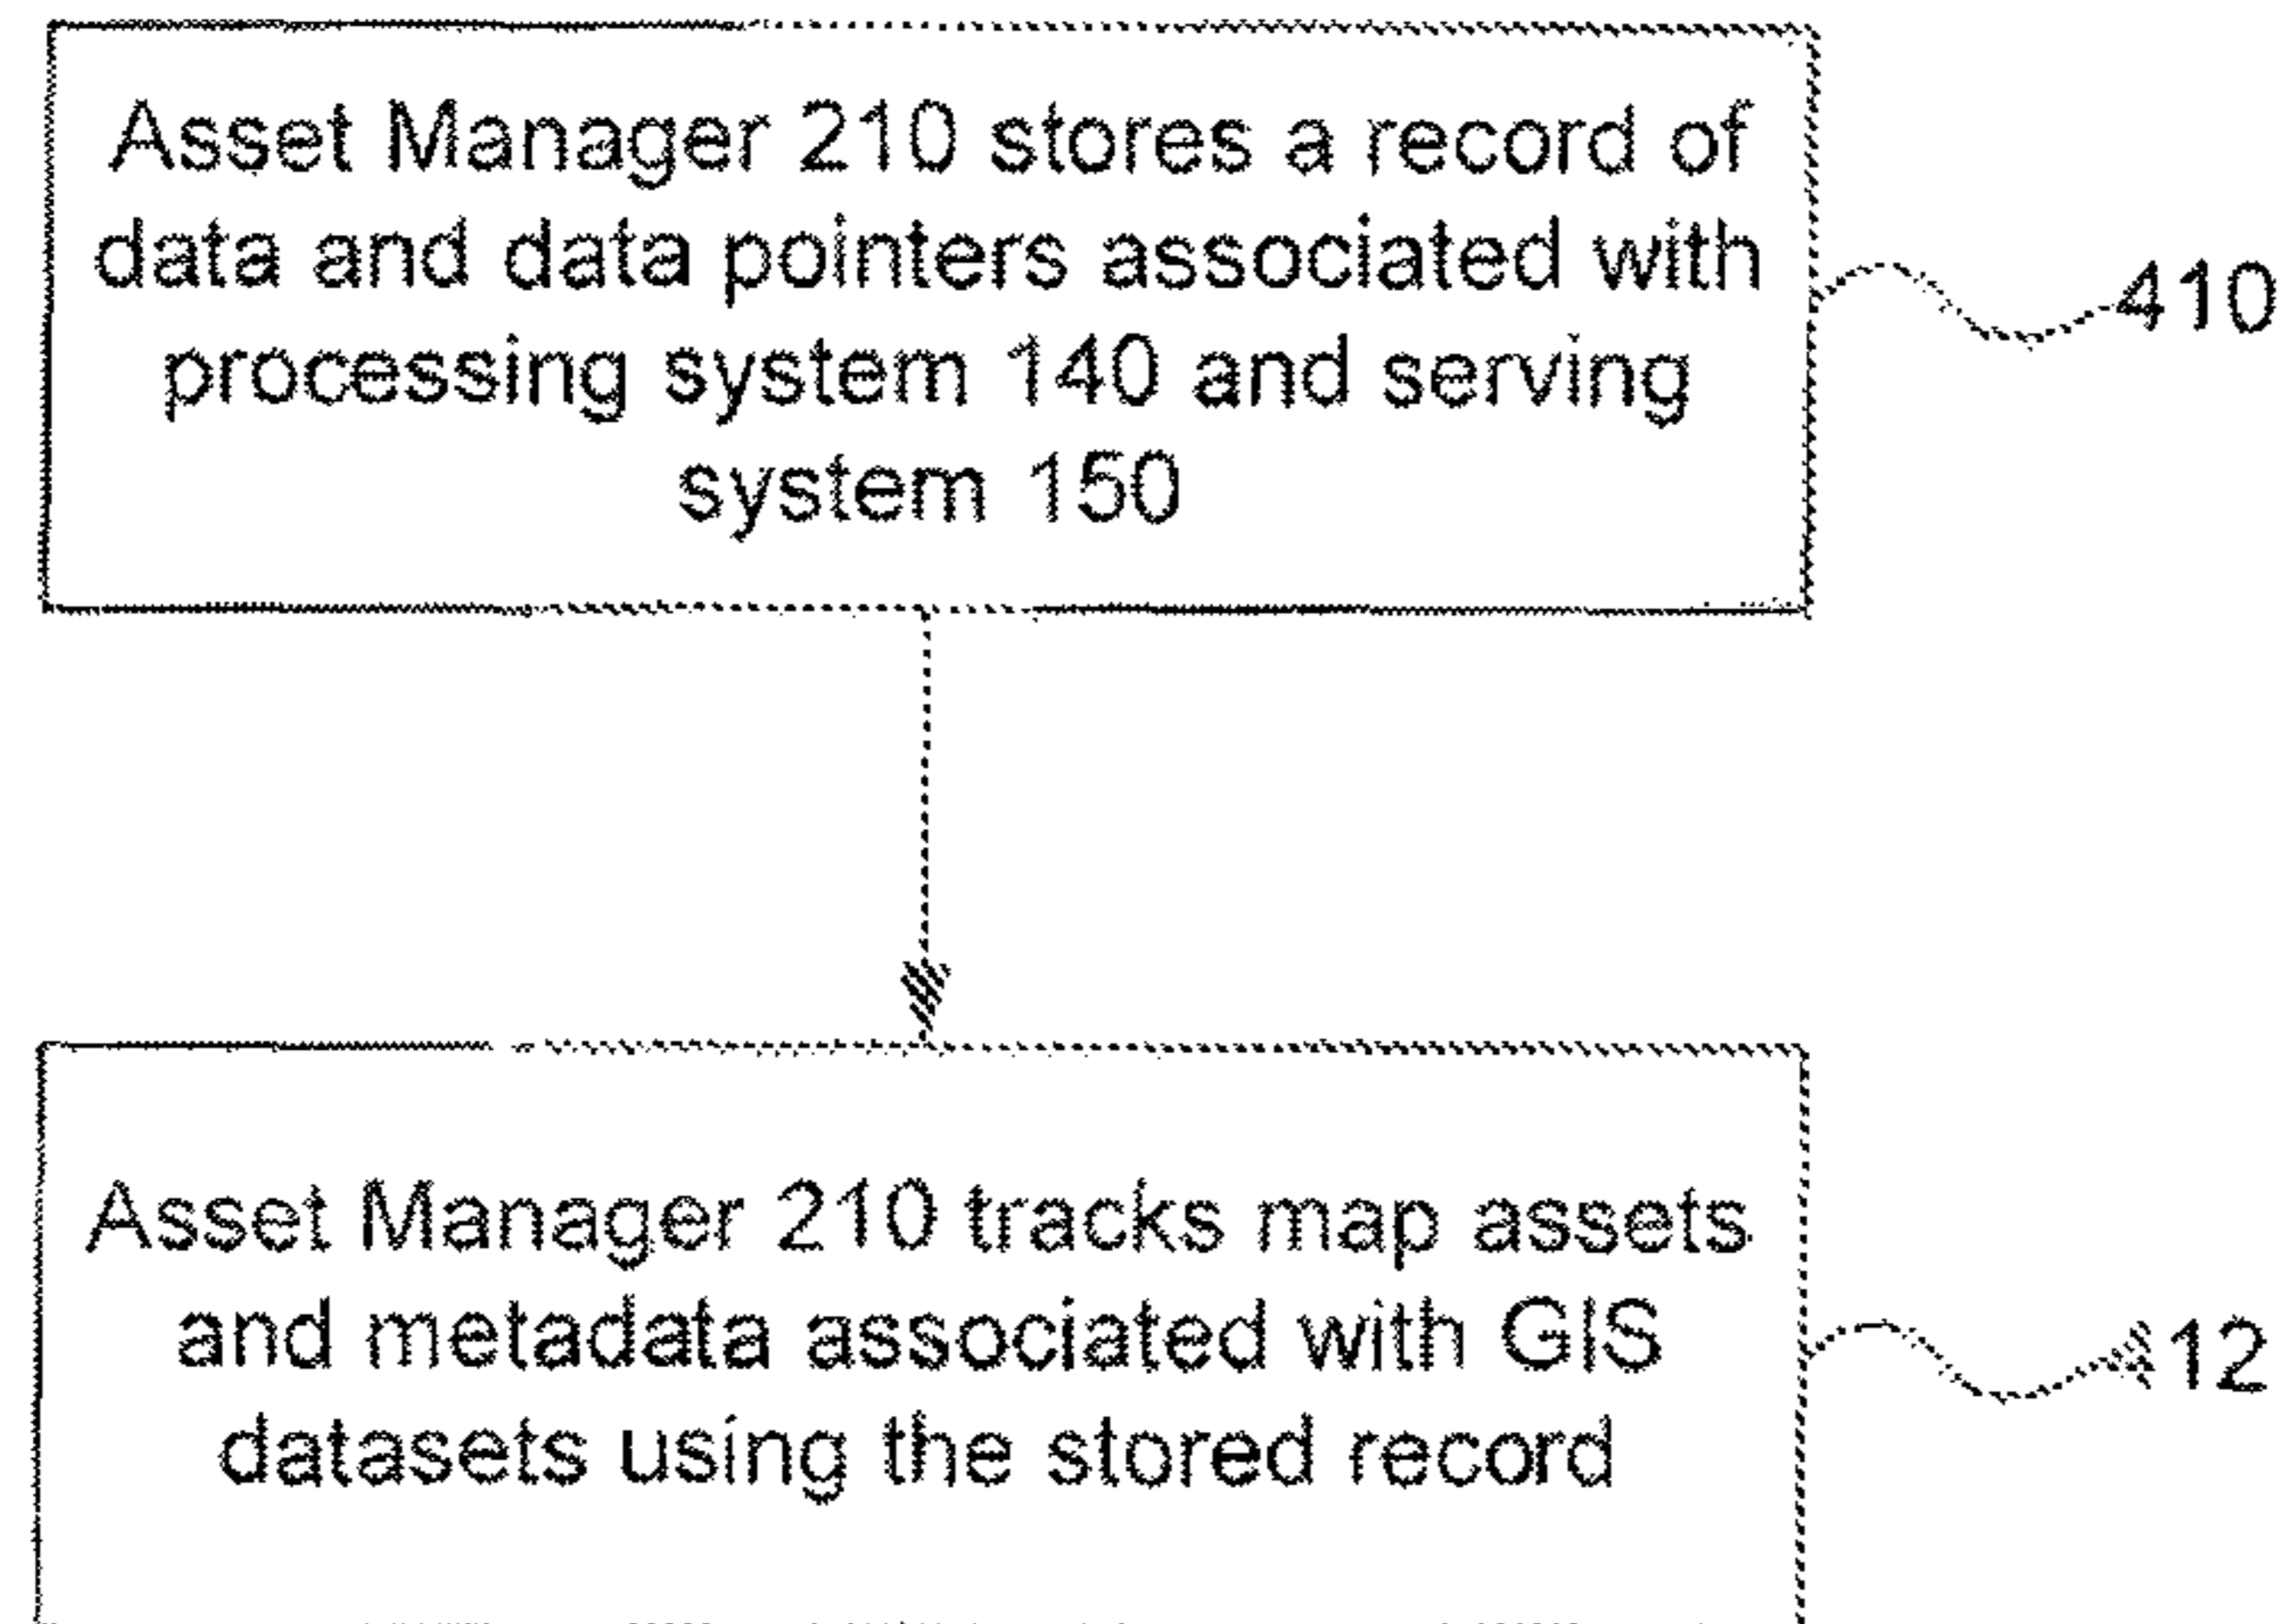 Asset Manager 210 stores a record of
data and data pointers associated with
processing system 140 and serving
system 150
410
Asset Manager 210 tracks map assets
and metadata associated with GIS
datasets using the stored record
412